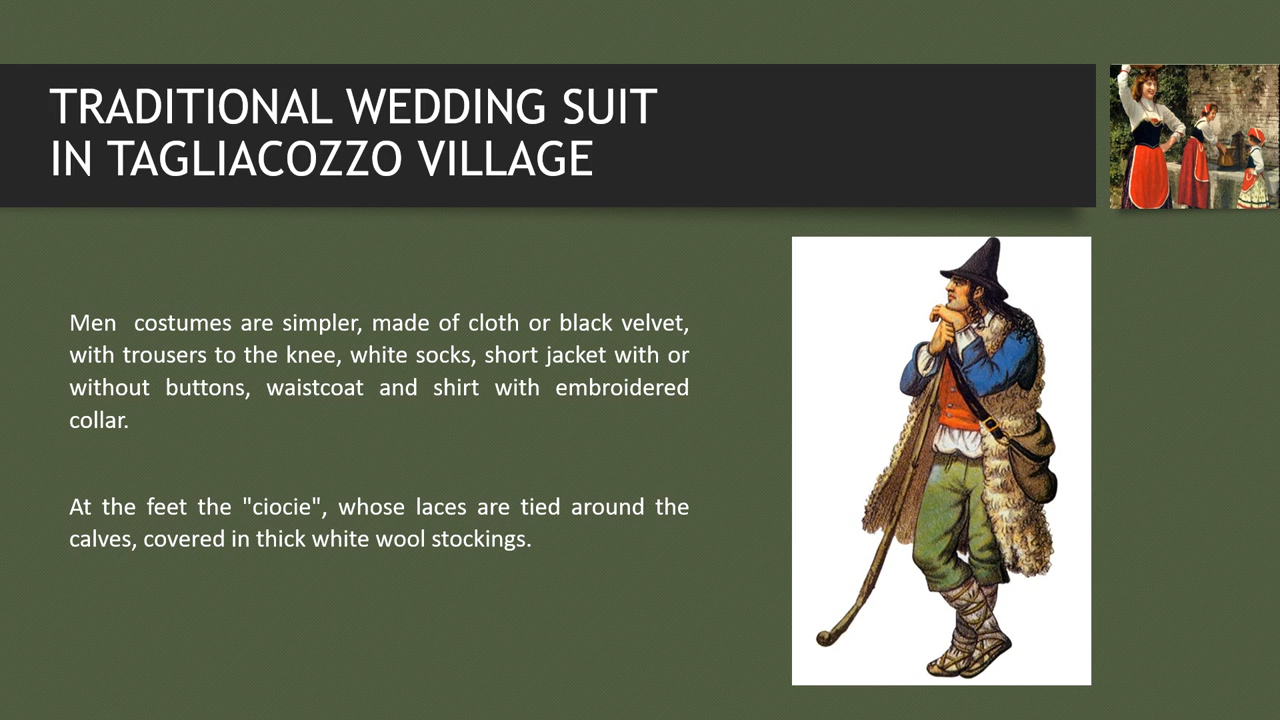 TRADITIONAL WEDDING SUIT
IN TAGLIACOZZO VILLAGE
Men  costumes are simpler, made of cloth or black velvet,
with trousers to the knee, white socks, short jacket with or
without buttons, waistcoat and shirt with embroidered
collar.
At the feet the "ciocie", whose laces are tied around the
calves, covered in thick white wool stockings.